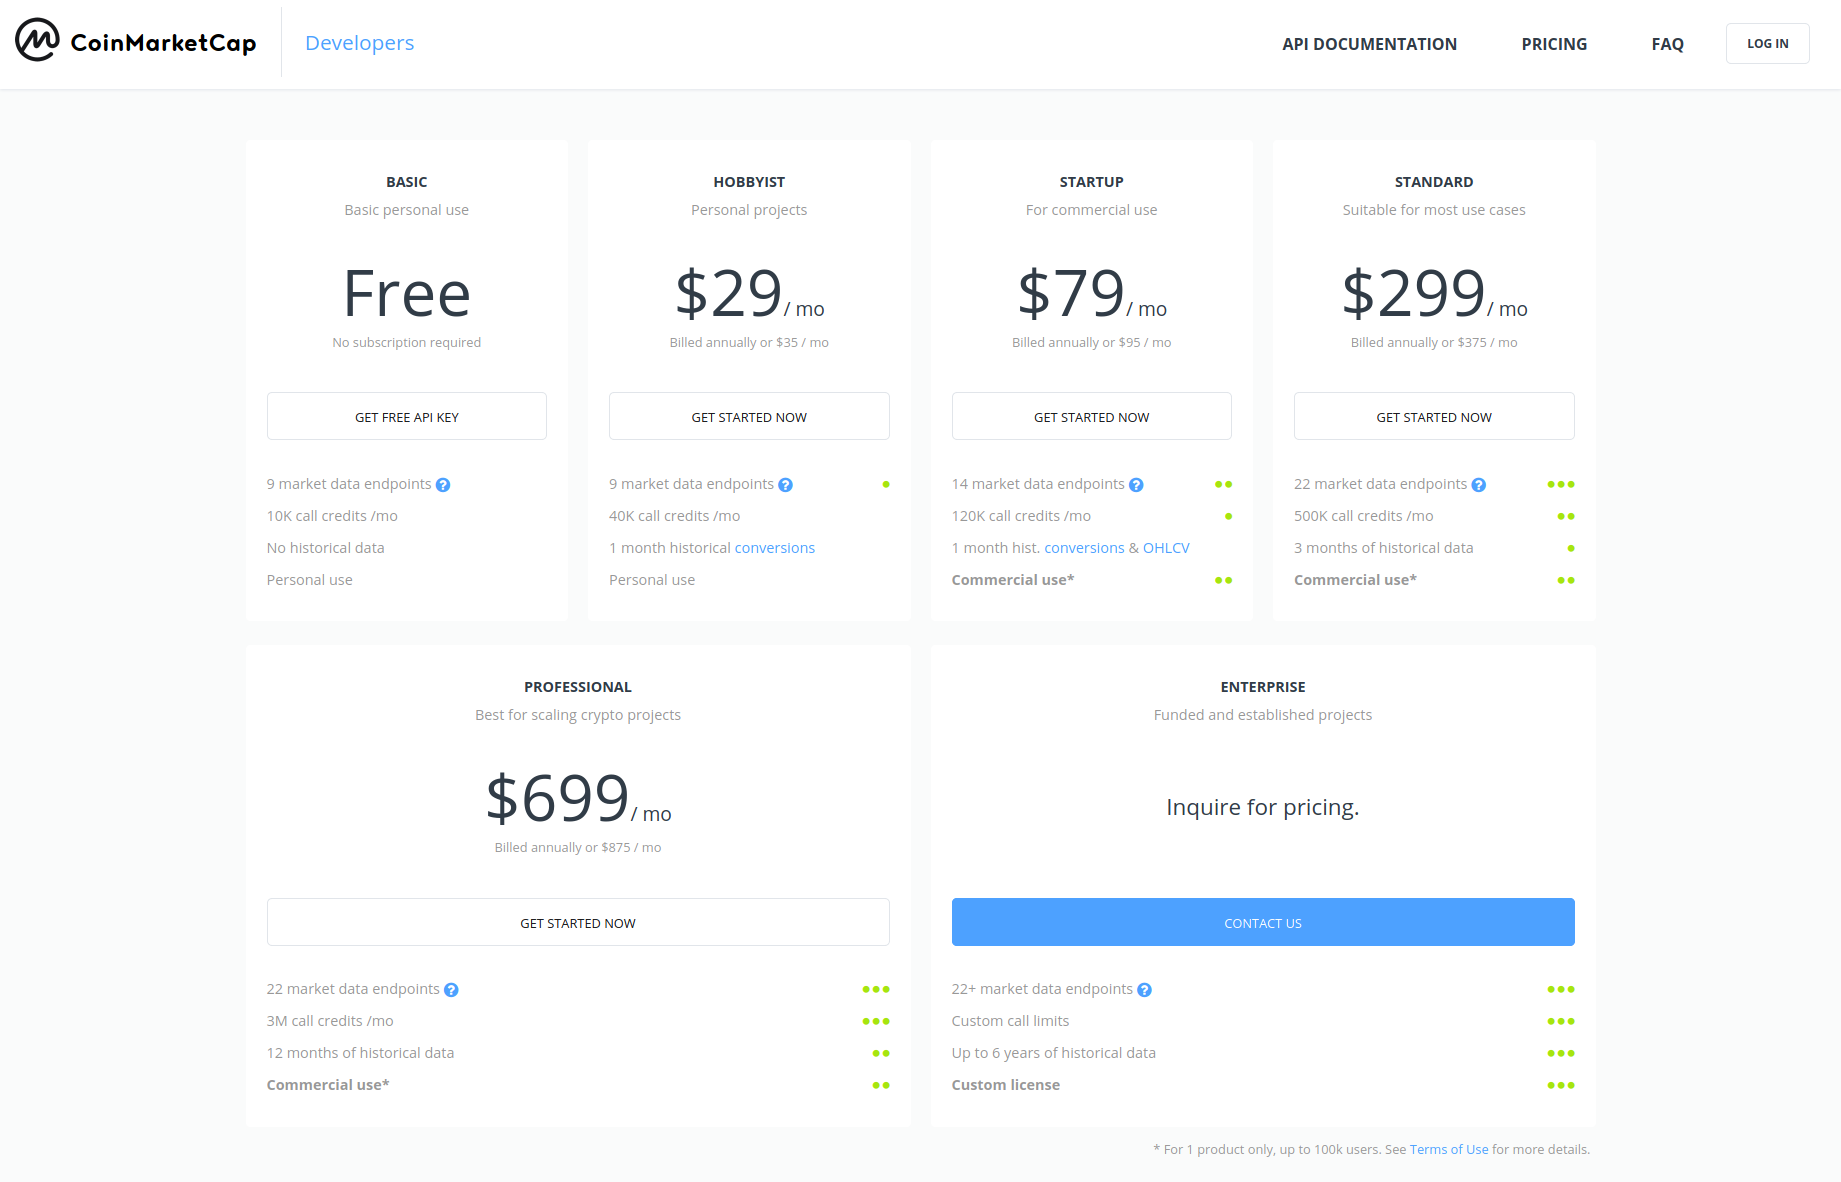 CoinMarketCap
Developers
API DOCUMENTATION
PRICING
FAQ
LOG IN
BASIC
Basic personal use
Free
No subscription required
GET FREE API KEY
9 market data endpoints ?
10K call credits /mo
No historical data
Personal use
HOBBYIST
Personal projects
$29/ mo
Billed annually or $35 / mo
GET STARTED NOW
9 market data endpoints ?
40K call credits /mo
1 month historical conversions
Personal use
STARTUP
For commercial use
$79/ mo
Billed annually or $95 / mo
GET STARTED NOW
14 market data endpoints ?
120K call credits /mo
1 month hist. conversions & OHLCV
Commercial use*
STANDARD
Suitable for most use cases
$299/ mo
Billed annually or $375 / mo
GET STARTED NOW
22 market data endpoints ?
500K call credits /mo
3 months of historical data
Commercial use*
PROFESSIONAL
Best for scaling crypto projects
$699/ mo
Billed annually or $875 / mo
GET STARTED NOW
22 market data endpoints ?
3M call credits /mo
12 months of historical data
Commercial use*
ENTERPRISE
Funded and established projects
Inquire for pricing.
CONTACT US
22+ market data endpoints ?
Custom call limits
Up to 6 years of historical data
Custom license
* For 1 product only, up to 100k users. See Terms of Use for more details.